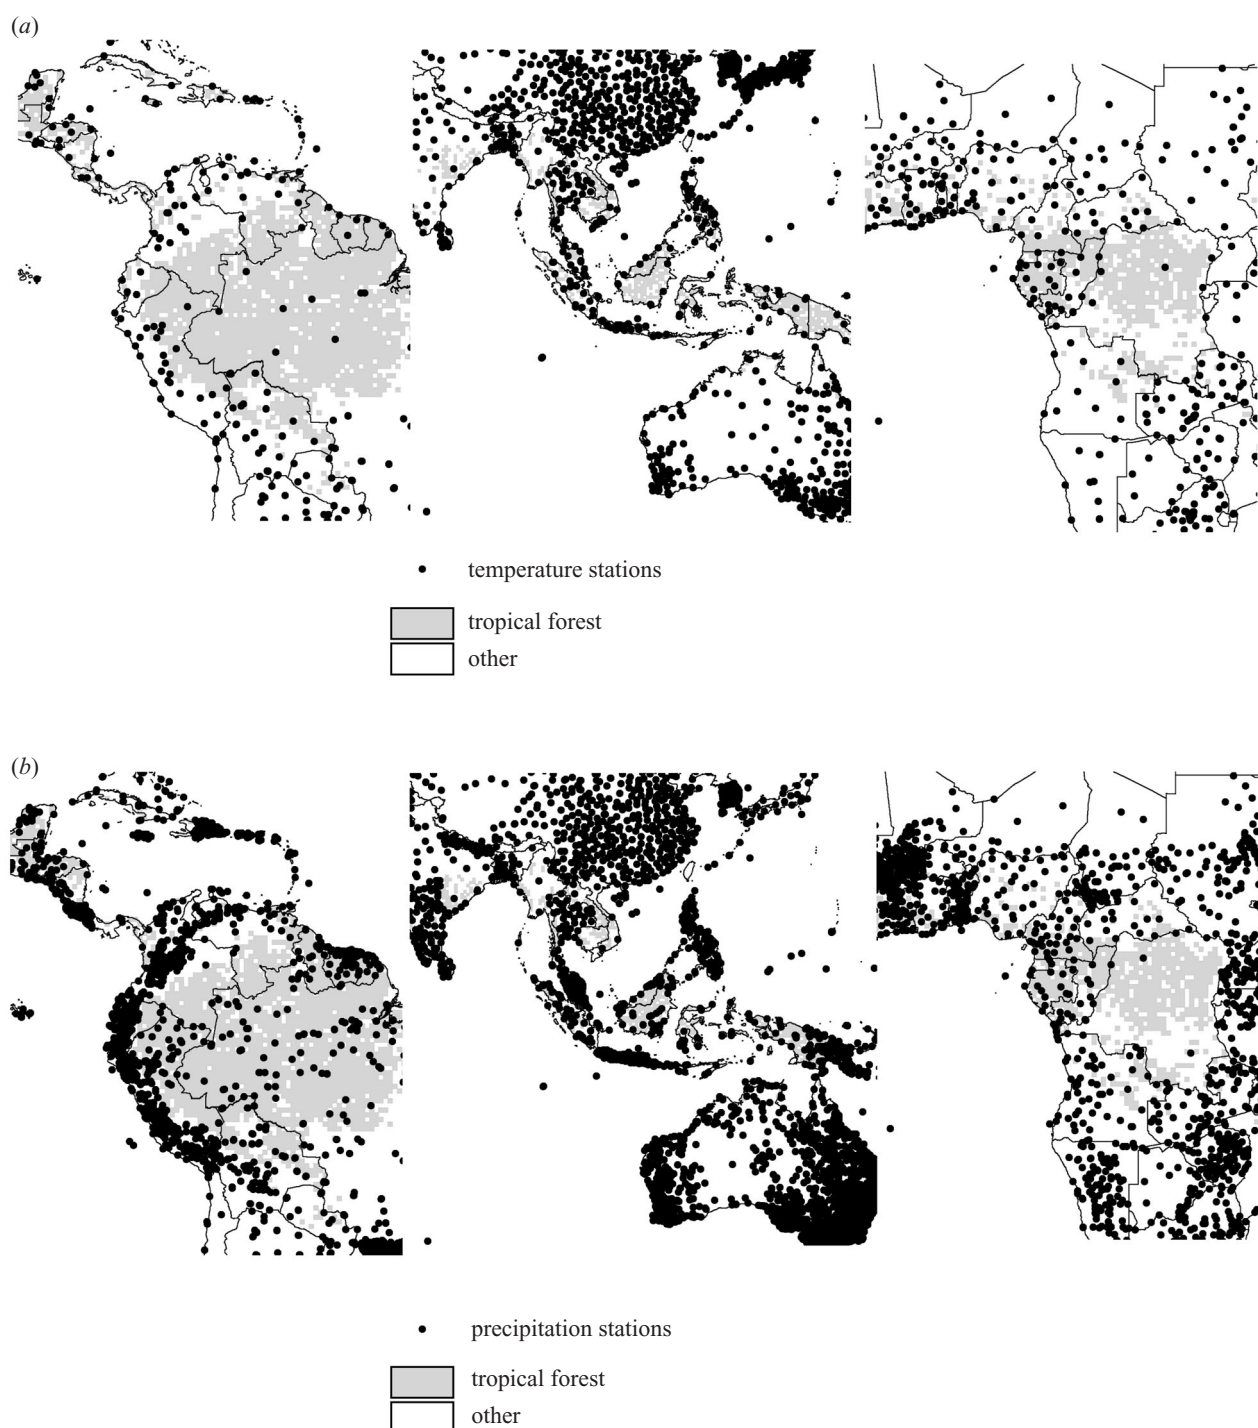 (a)
temperature stations
tropical forest
other
(b)
precipitation stations
tropical forest
other